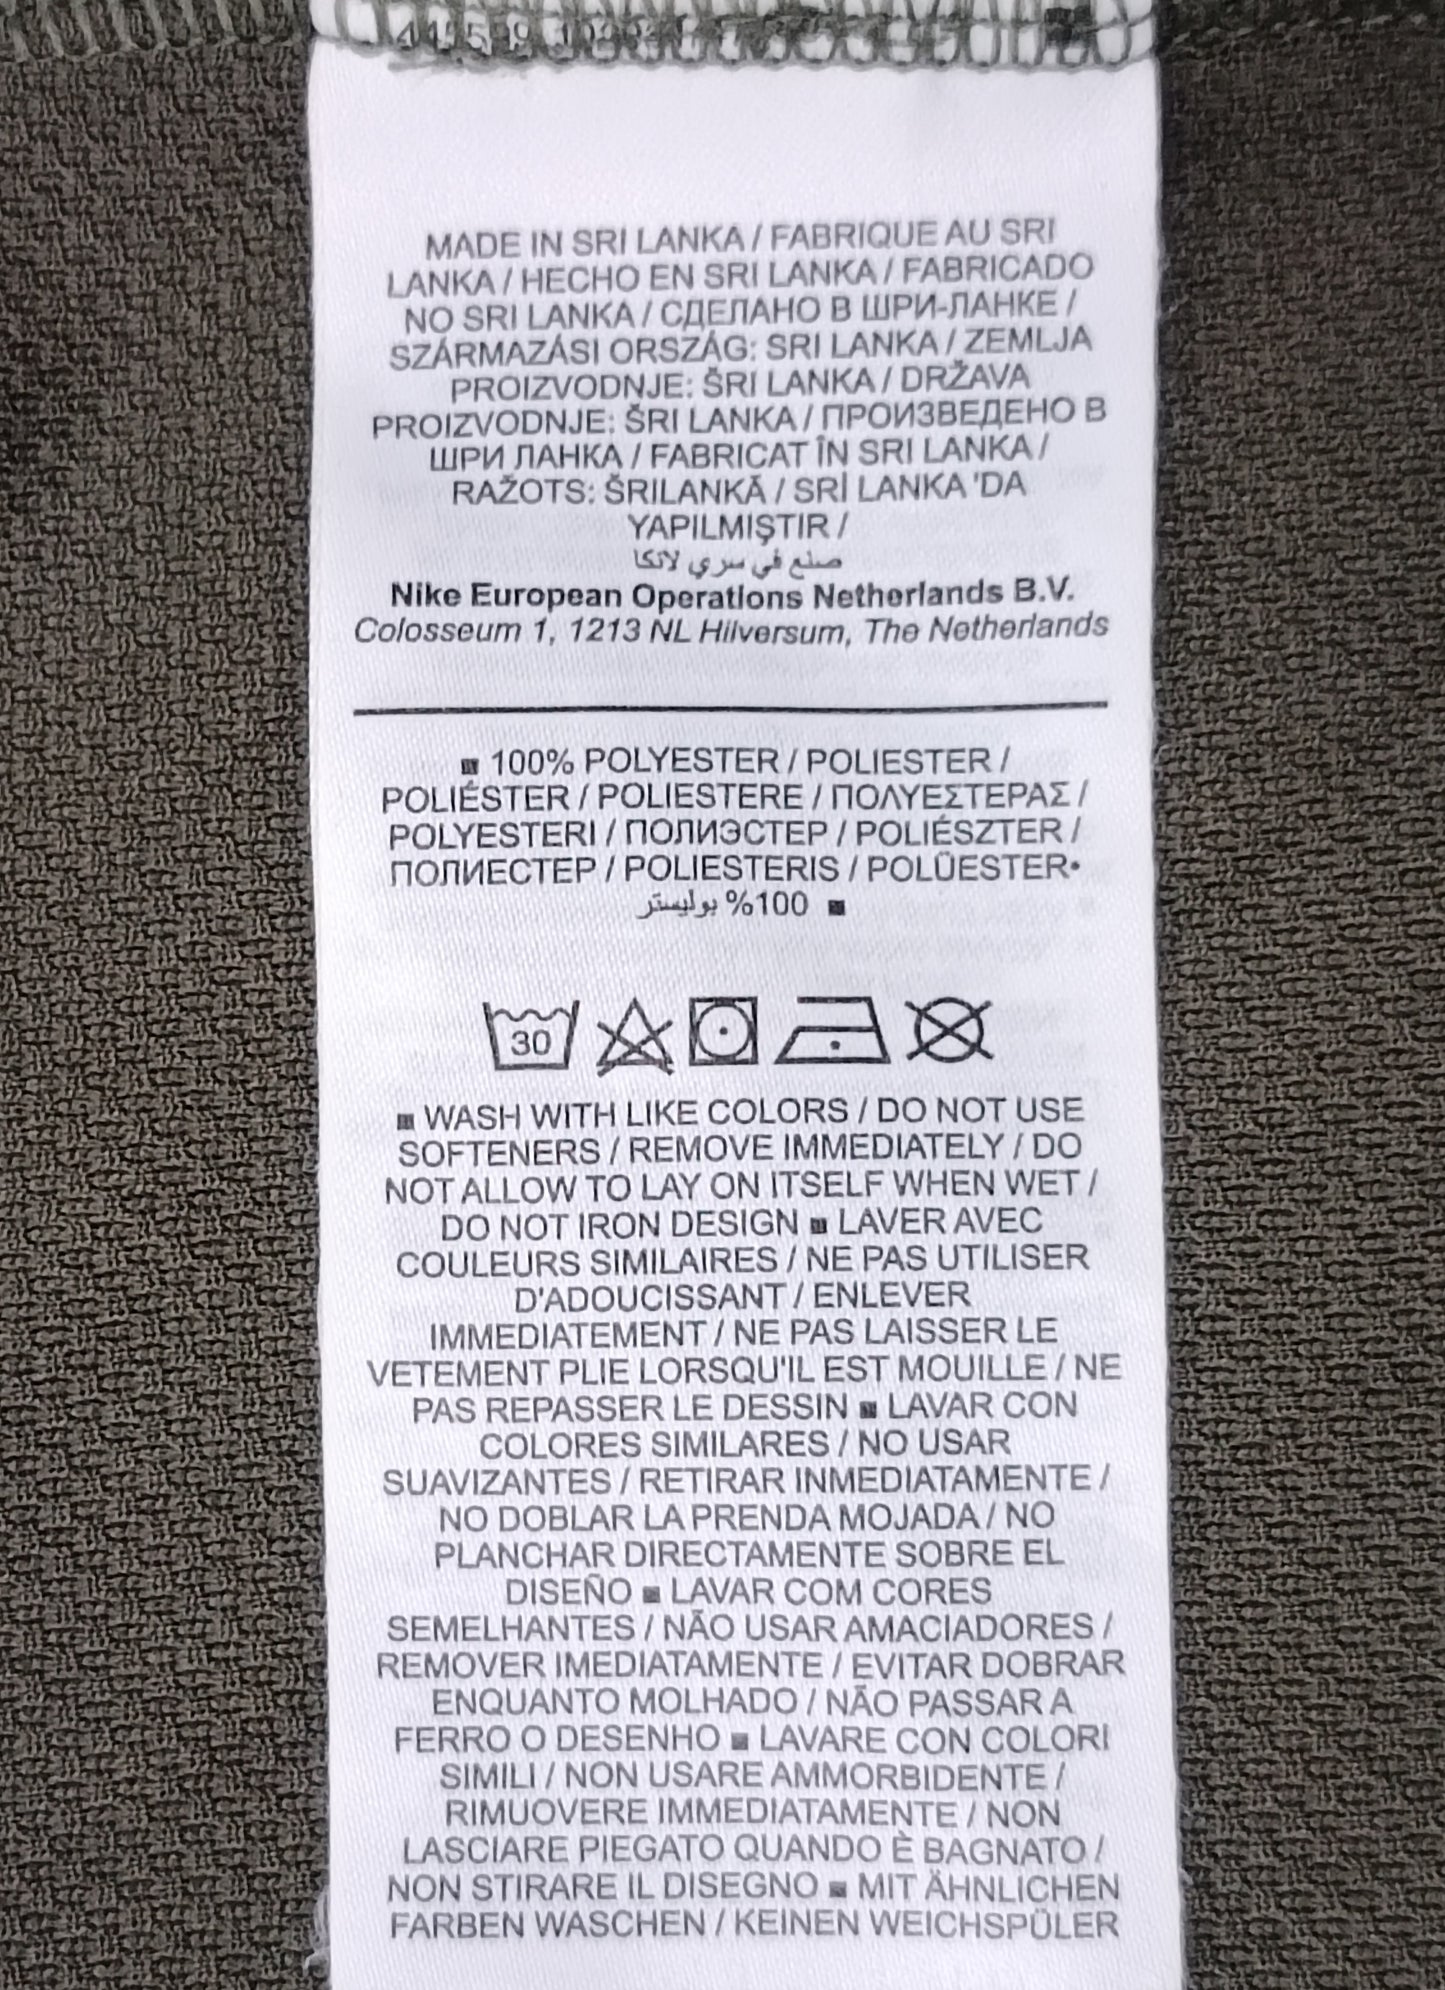 MADE IN SRI LANKA / FABRIQUE AU SRI
LANKA / HECHO EN SRI LANKA / FABRICADO
NO SRI LANKA / СДЕЛАНО В ШРИ-ЛАНКЕ /
SZÁRMAZÁSI ORSZÁG: SRI LANKA / ZEMLJA
PROIZVODNJE: ŠRI LANKA / DRŽAVA
PROIZVODNJE: ŠRI LANKA / ПРОИЗВЕДЕНО В
ШРИ ЛАНКА / FABRICAT ÎN SRI LANKA /
RAŽOTS: ŠRILANKĀ / SRİ LANKA 'DA
YAPILMIŞTIR /
صنع في سري لانكا
Nike European Operations Netherlands B.V.
Colosseum 1, 1213 NL Hilversum, The Netherlands
■ 100% POLYESTER / POLIESTER /
POLIÉSTER / POLIESTERE / ΠΟΛΥΕΣΤΕΡΑΣ /
POLYESTERI / ПОЛИЭСТЕР / POLIÉSZTER /
ПОЛИЕСТЕР / POLIESTERIS / POLÜESTER•
■ 100% بوليستر
30
■ WASH WITH LIKE COLORS / DO NOT USE
SOFTENERS / REMOVE IMMEDIATELY / DO
NOT ALLOW TO LAY ON ITSELF WHEN WET /
DO NOT IRON DESIGN ■ LAVER AVEC
COULEURS SIMILAIRES / NE PAS UTILISER
D'ADOUCISSANT / ENLEVER
IMMEDIATEMENT / NE PAS LAISSER LE
VETEMENT PLIE LORSQU'IL EST MOUILLE / NE
PAS REPASSER LE DESSIN ■ LAVAR CON
COLORES SIMILARES / NO USAR
SUAVIZANTES / RETIRAR INMEDIATAMENTE /
NO DOBLAR LA PRENDA MOJADA / NO
PLANCHAR DIRECTAMENTE SOBRE EL
DISEÑO ■ LAVAR COM CORES
SEMELHANTES / NÃO USAR AMACIADORES /
REMOVER IMEDIATAMENTE / EVITAR DOBRAR
ENQUANTO MOLHADO / NÃO PASSAR A
FERRO O DESENHO ■ LAVARE CON COLORI
SIMILI / NON USARE AMMORBIDENTE /
RIMUOVERE IMMEDIATAMENTE / NON
LASCIARE PIEGATO QUANDO È BAGNATO /
NON STIRARE IL DISEGNO ■ MIT ÄHNLICHEN
FARBEN WASCHEN / KEINEN WEICHSPÜLER